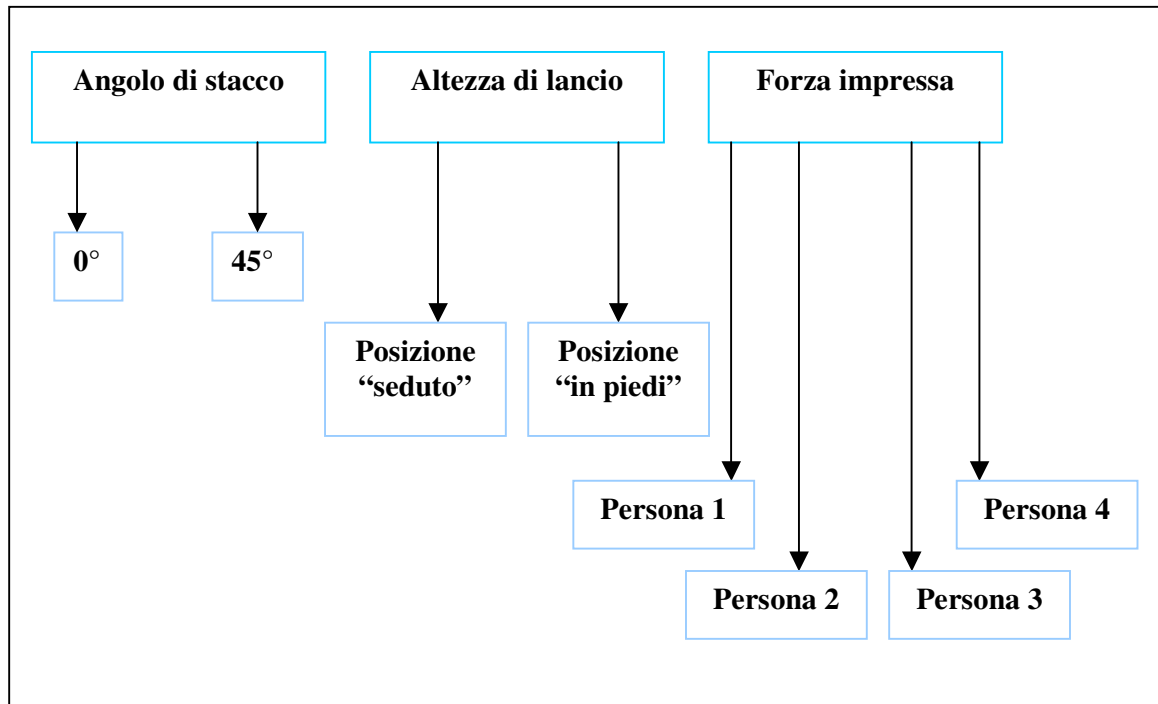 Angolo di stacco
Altezza di lancio
Forza impressa
0°
45°
Posizione
“seduto”
Posizione
“in piedi”
Persona 1
Persona 4
Persona 2
Persona 3